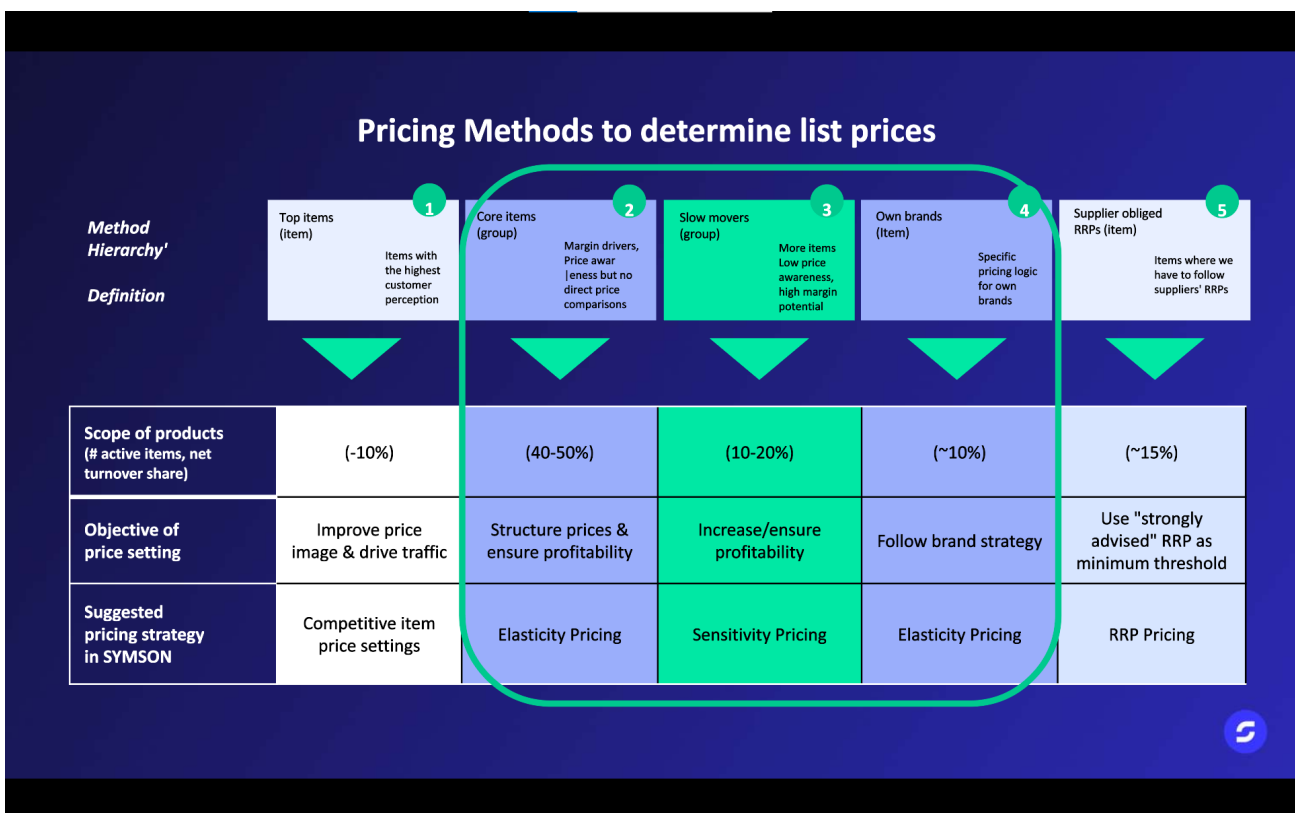 Pricing Methods to determine list prices
Method
Hierarchy'
Definition
Top items
(item)
1
Items with
the highest
customer
perception
Core items
(group)
2
Margin drivers,
Price awar
|eness but no
direct price
comparisons
Slow movers
(group)
3
More items
Low price
awareness,
high margin
potential
Own brands
(Item)
4
Specific
pricing logic
for own
brands
Supplier obliged
RRPs (item)
5
Items where we
have to follow
suppliers' RRPs
Scope of products
(# active items, net
turnover share)
(-10%)
(40-50%)
(10-20%)
(~10%)
(~15%)
Objective of
price setting
Improve price
image & drive traffic
Structure prices &
ensure profitability
Increase/ensure
profitability
Follow brand strategy
Use "strongly
advised" RRP as
minimum threshold
Suggested
pricing strategy
in SYMSON
Competitive item
price settings
Elasticity Pricing
Sensitivity Pricing
Elasticity Pricing
RRP Pricing